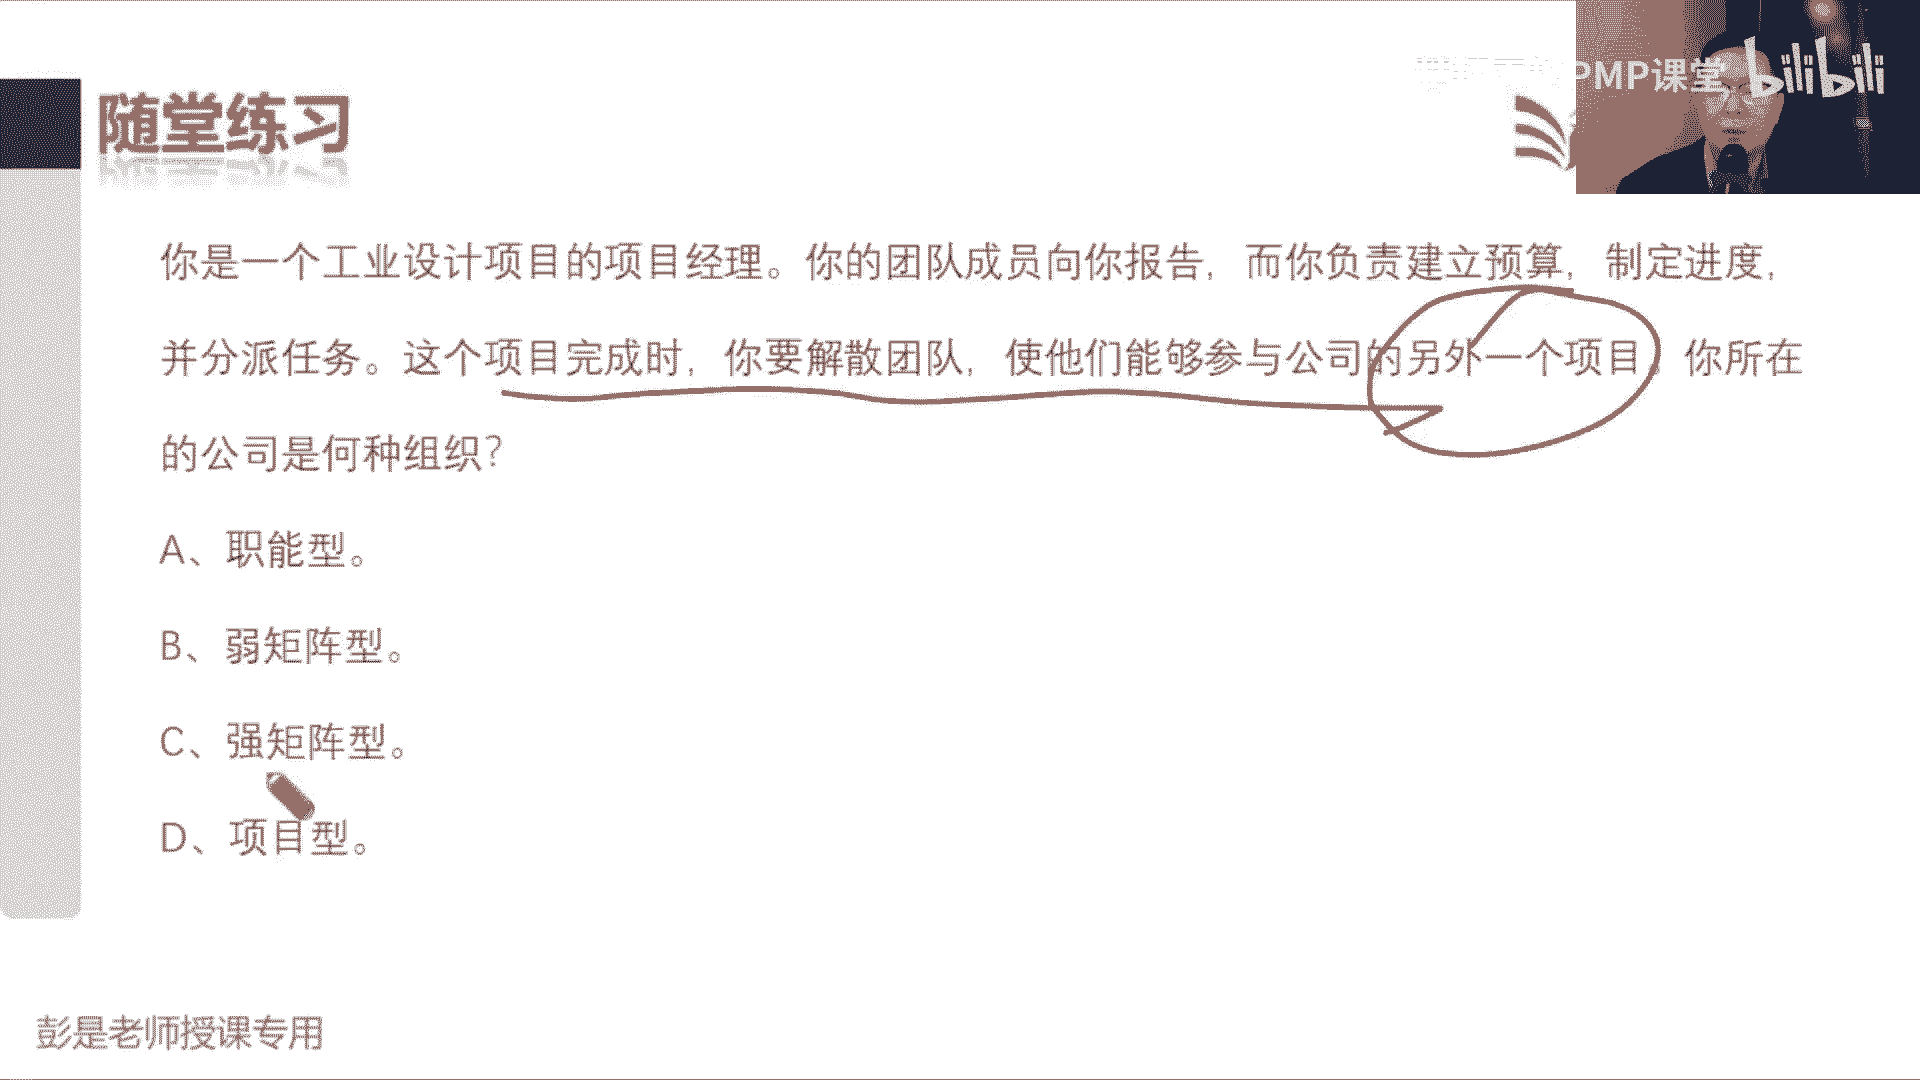 PMP课堂 bilibili
随堂练习
你是一个工业设计项目的项目经理。你的团队成员向你报告，而你负责建立预算，制定进度，
并分派任务。这个项目完成时，你要解散团队，使他们能够参与公司的另外一个项目，你所在
的公司是何种组织？
A、职能型。
B、弱矩阵型。
C、强矩阵型。
D、项目型。
彭是老师授课专用